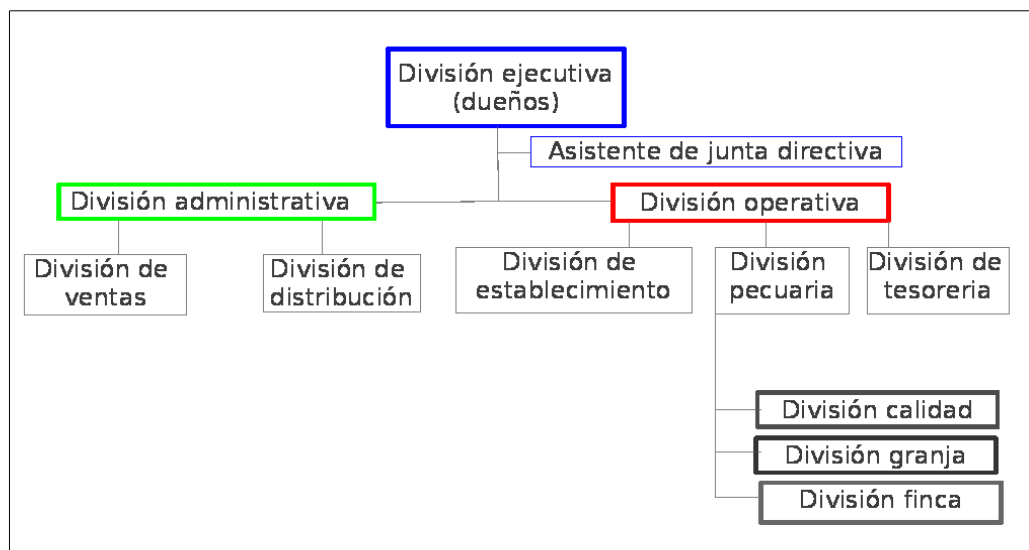 División ejecutiva
(dueños)
Asistente de junta directiva
División administrativa
División operativa
División de
ventas
División de
distribución
División de
establecimiento
División
pecuaria
División de
tesoreria
División calidad
División granja
División finca